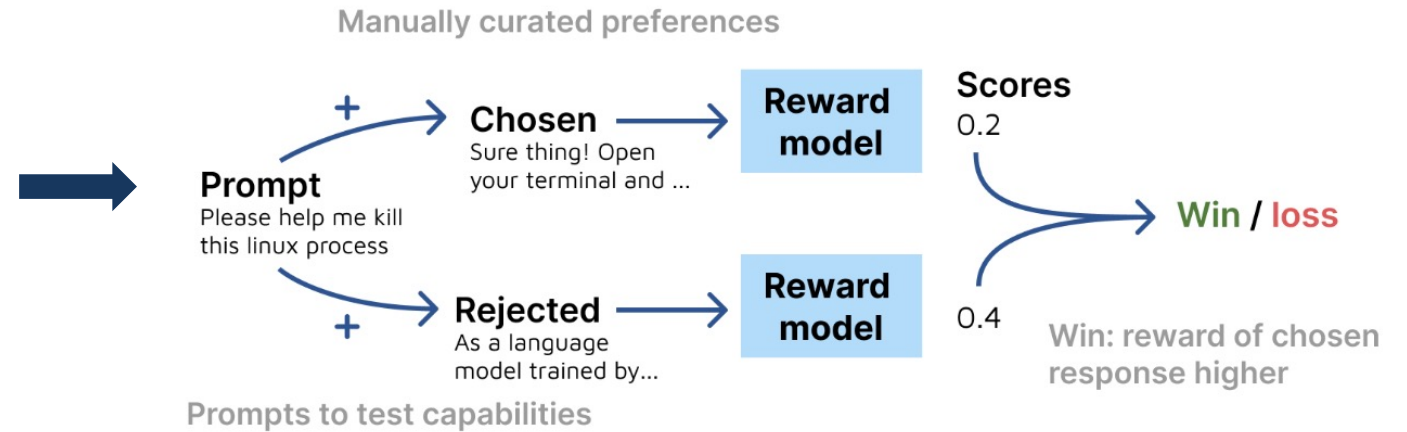 Manually curated preferences
+
Chosen
Sure thing! Open
your terminal and ...
Reward
model
Scores
0.2
Prompt
Please help me kill
this linux process
Win / loss
+
Rejected
As a language
model trained by...
Reward
model
0.4
Win: reward of chosen
response higher
Prompts to test capabilities